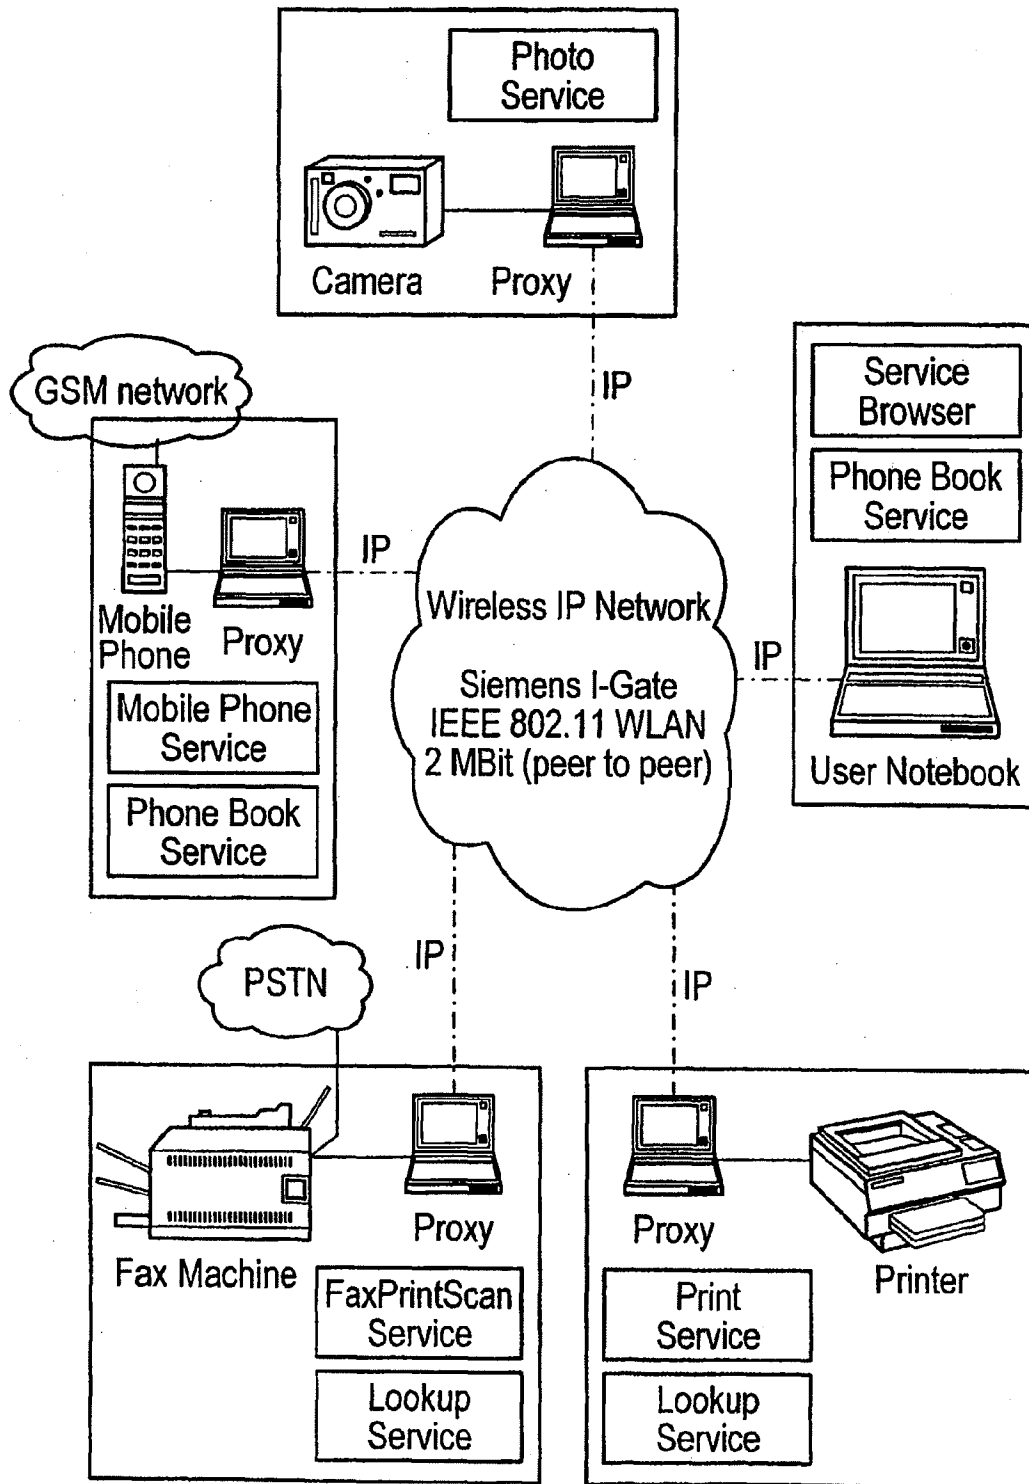 Photo
Service
Camera
Proxy
IP
GSM network
Mobile
Phone
Proxy
IP
Mobile Phone
Service
Phone Book
Service
Wireless IP Network
Siemens I-Gate
IEEE 802.11 WLAN
2 MBit (peer to peer)
IP
Service
Browser
Phone Book
Service
User Notebook
PSTN
IP
IP
Fax Machine
Proxy
FaxPrintScan
Service
Lookup
Service
Proxy
Printer
Print
Service
Lookup
Service